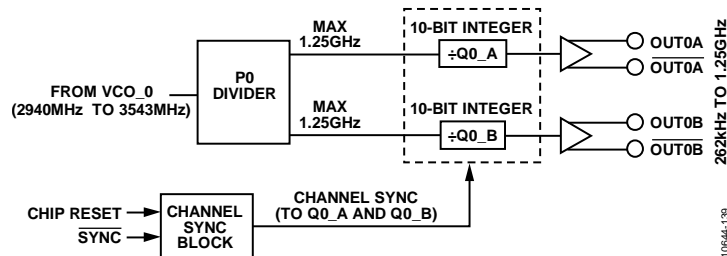 MAX
1.25GHz
10-BIT INTEGER
÷Q0_A
OUT0A
OUT0A
P0
DIVIDER
FROM VCO_0
(2940MHz TO 3543MHz)
MAX
1.25GHz
10-BIT INTEGER
÷Q0_B
OUT0B
OUT0B
262kHz TO 1.25GHz
CHIP RESET
SYNC
CHANNEL
SYNC
BLOCK
CHANNEL SYNC
(TO Q0_A AND Q0_B)
10644-139